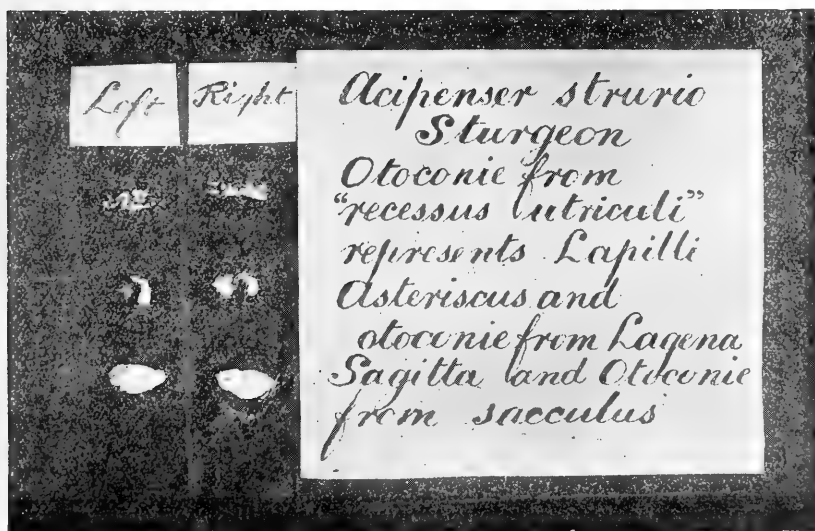 Left
Right
Acipenser strurio
Sturgeon
Otoconie from
"recessus utriculi"
represents Lapilli
Asteriscus and
otoconie from Lagena
Sagitta and Otoconie
from sacculus